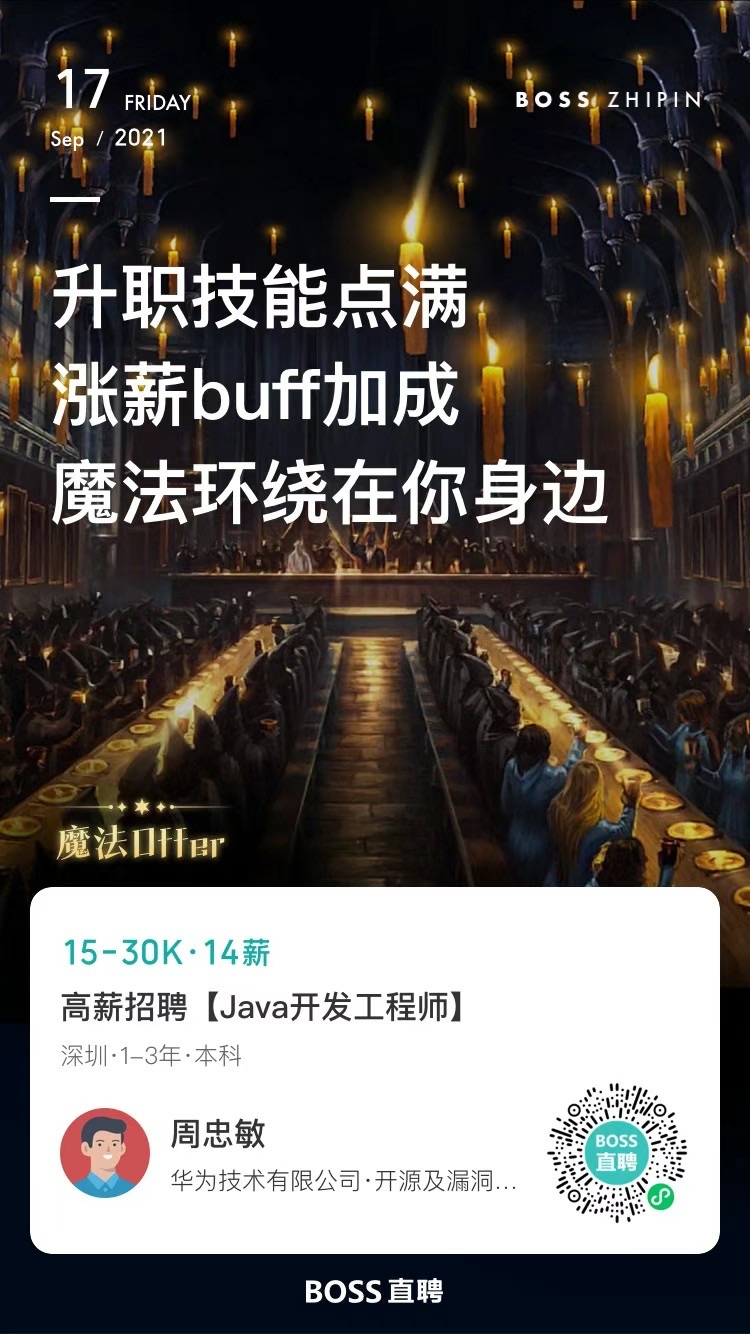 17 FRIDAY
Sep / 2021
BOSS ZHIPIN
升职技能点满
涨薪buff加成
魔法环绕在你身边
魔法Offer
15-30K·14薪
高薪招聘【Java开发工程师】
深圳·1-3年·本科
周忠敏
华为技术有限公司·开源及漏洞...
BOSS
直聘
BOSS直聘